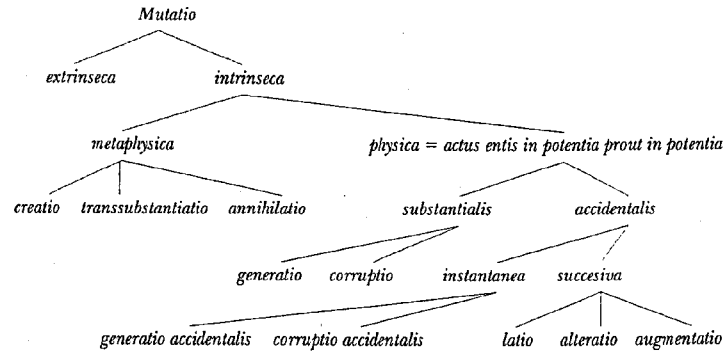 Mutatio
extrinseca intrinseca
metaphysica physica = actus entis in potentia prout in potentia
creatio transsubstantiatio annihilatio substantialis accidentalis
generatio corruptio instantanea succesiva
generatio accidentalis corruptio accidentalis latio alteratio augmentatio